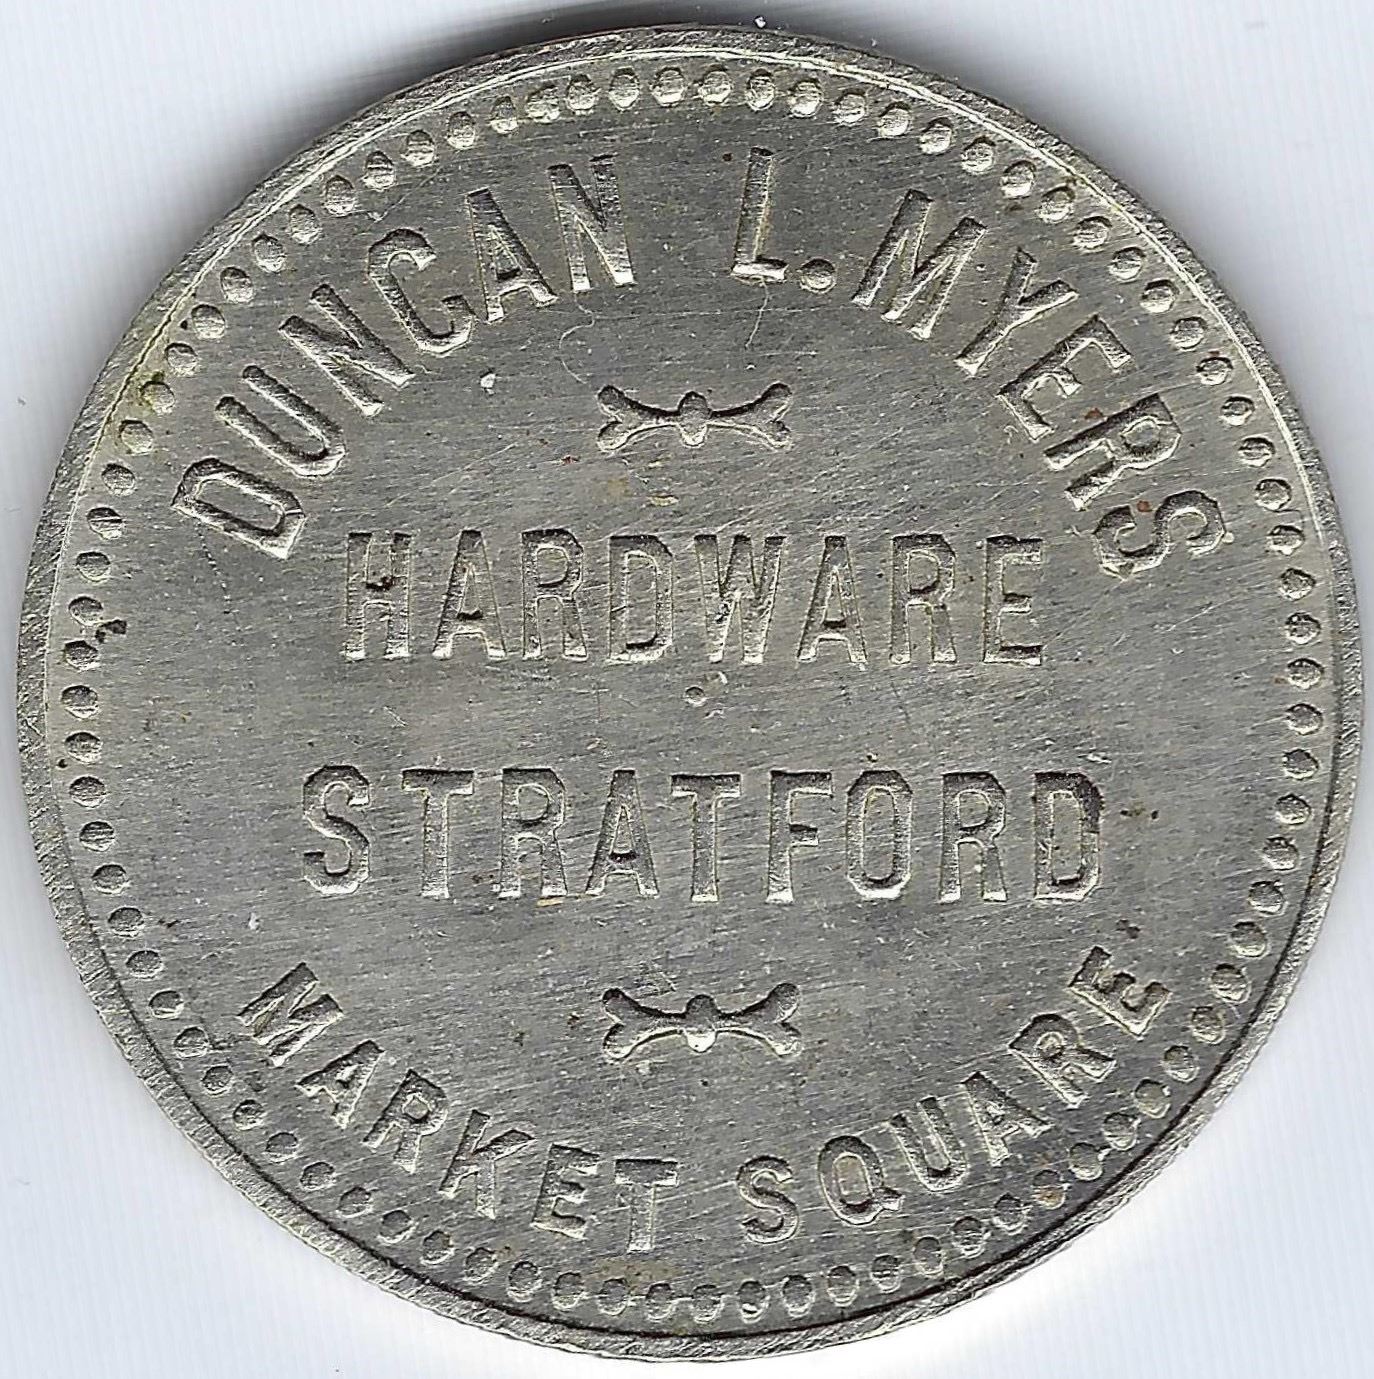 DUNCAN L. MYERS
HARDWARE
STRATFORD
MARKET SQUARE.